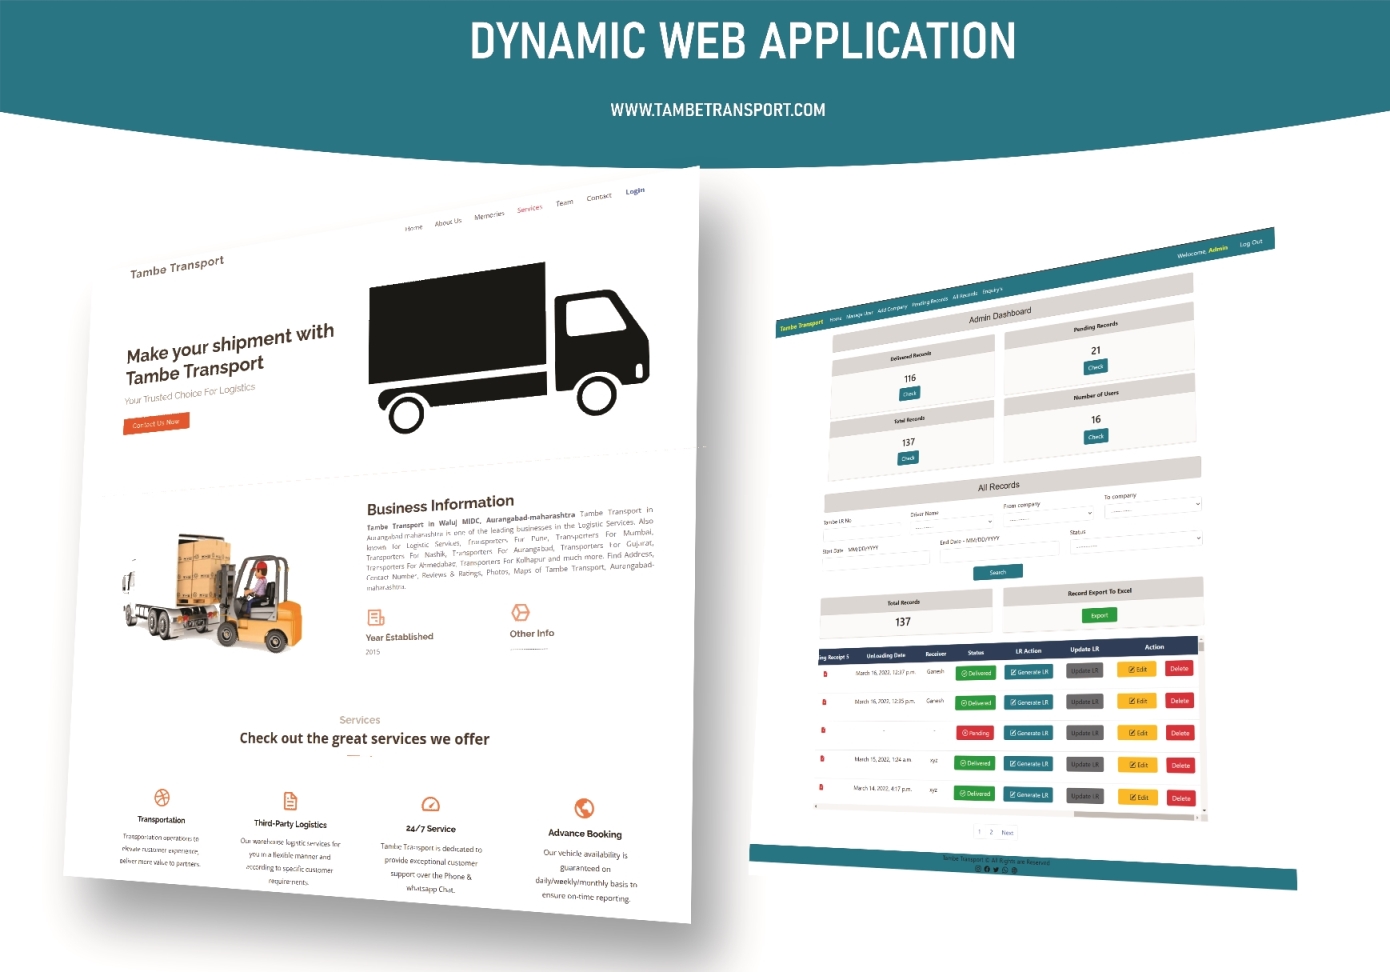 DYNAMIC WEB APPLICATION
WWW.TAMBETRANSPORT.COM
Home About Us Memories Services Team Contact Login
Tambe Transport
Make your shipment with
Tambe Transport
Your Trusted Choice For Logistics
Contact Us Now
Business Information
Tambe Transport in Waluj MIDC, Aurangabad-maharashtra Tambe Transport in
Aurangabad-maharashtra is one of the leading businesses in the Logistic Services. Also
known for Logistic Services, Transporters For Pune, Transporters For Mumbai,
Transporters For Nashik, Transporters For Aurangabad, Transporters For Gujarat,
Transporters For Ahmedabad, Transporters For Kolhapur and much more. Find Address,
Contact Number, Reviews & Ratings, Photos, Maps of Tambe Transport, Aurangabad-
maharashtra.
Year Established
2015
Other Info
Services
Check out the great services we offer
Transportation
Transportation operations to
elevate customer experience,
deliver more value to partners.
Third-Party Logistics
Our warehouse logistic services for
you in a flexible manner and
according to specific customer
requirements.
24/7 Service
Tambe Transport is dedicated to
provide exceptional customer
support over the Phone &
whatsapp Chat.
Advance Booking
Our vehicle availability is
guaranteed on
daily/weekly/monthly basis to
ensure on-time reporting.
Tambe Transport Home Manage User Add Company Pending Records All Records Enquiry's Welcome, Admin Log Out
Admin Dashboard
Delivered Records
116
Check
Pending Records
21
Check
Total Records
137
Check
Number of Users
16
Check
All Records
Tambe LR No Driver Name From company To company
Start Date - MM/DD/YYYY End Date - MM/DD/YYYY Status
Search
Total Records
137
Record Export To Excel
Export
ing Receipt S Unloading Date Receiver Status LR Action Update LR Action
March 16, 2022, 12:37 p.m. Ganesh Delivered Generate LR Update LR Edit Delete
March 16, 2022, 12:35 p.m. Ganesh Delivered Generate LR Update LR Edit Delete
- - Pending Generate LR Update LR Edit Delete
March 15, 2022, 1:24 a.m. xyz Delivered Generate LR Update LR Edit Delete
March 14, 2022, 4:17 p.m. xyz Delivered Generate LR Update LR Edit Delete
1 2 Next
Tambe Transport All Rights are Reserved